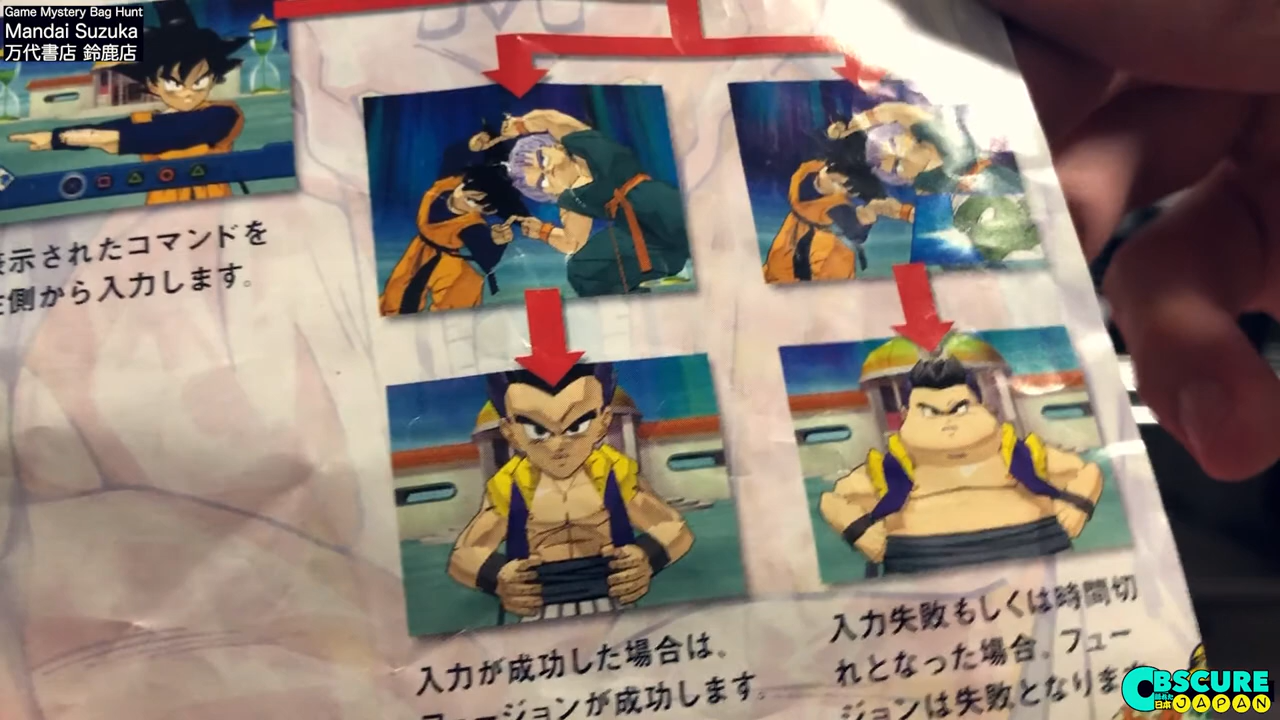 Game Mystery Bag Hunt
Mandai Suzuka
万代書店 鈴鹿店
示されたコマンドを
側から入力します。
入力が成功した場合は、
フュージョンが成功します。
入力失敗もしくは時間切
れとなった場合、フュー
ジョンは失敗となりま
OBSCURE
日本 JAPAN